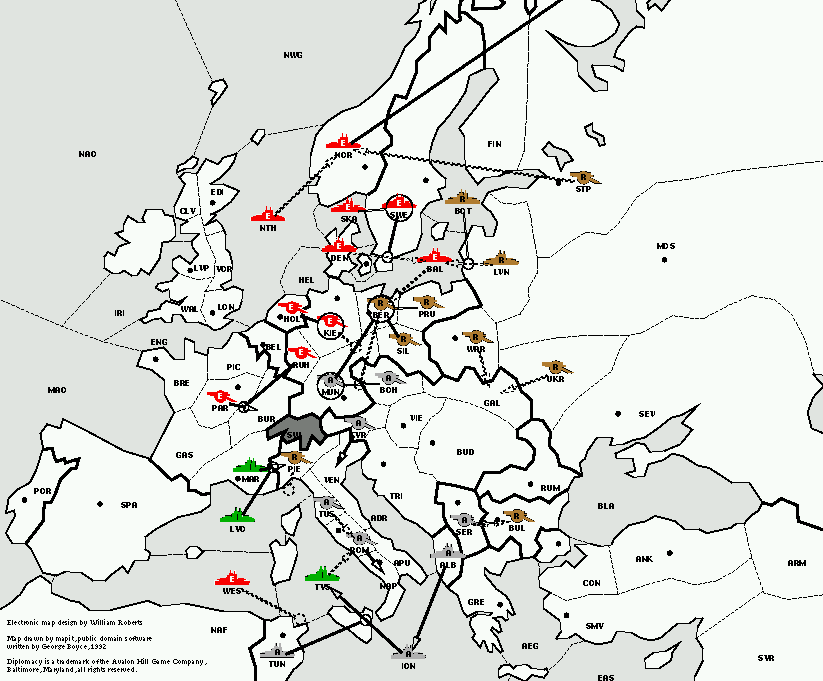 NWG
NAO
FIN
NOR
STP
EDI
CLV
SKA
SWE
BOT
NTH
MOS
DEN
BAL
LVN
LVP
YOR
HEL
IRI
WAL
LON
HOL
BER
PRU
KIE
ENG
BEL
SIL
WAR
PIC
RUH
UKR
BRE
MAO
MUN
BOH
GAL
PAR
BUR
SEV
VIE
TYR
SWI
GAS
BUD
PIE
MAR
VEN
RUM
POR
SPA
TRI
BLA
TUS
ADR
LYO
SER
BUL
ROM
ALB
ANK
ARM
APU
CON
NAP
WES
TYS
GRE
Electronic map design by William Roberts
SMY
NAF
Map drawn by mapit, public domain software
written by George Boyce, 1992
AEG
TUN
ION
SYR
Diplomacy is a trademark of the Avalon Hill Game Company,
Baltimore, Maryland, all rights reserved.
EAS